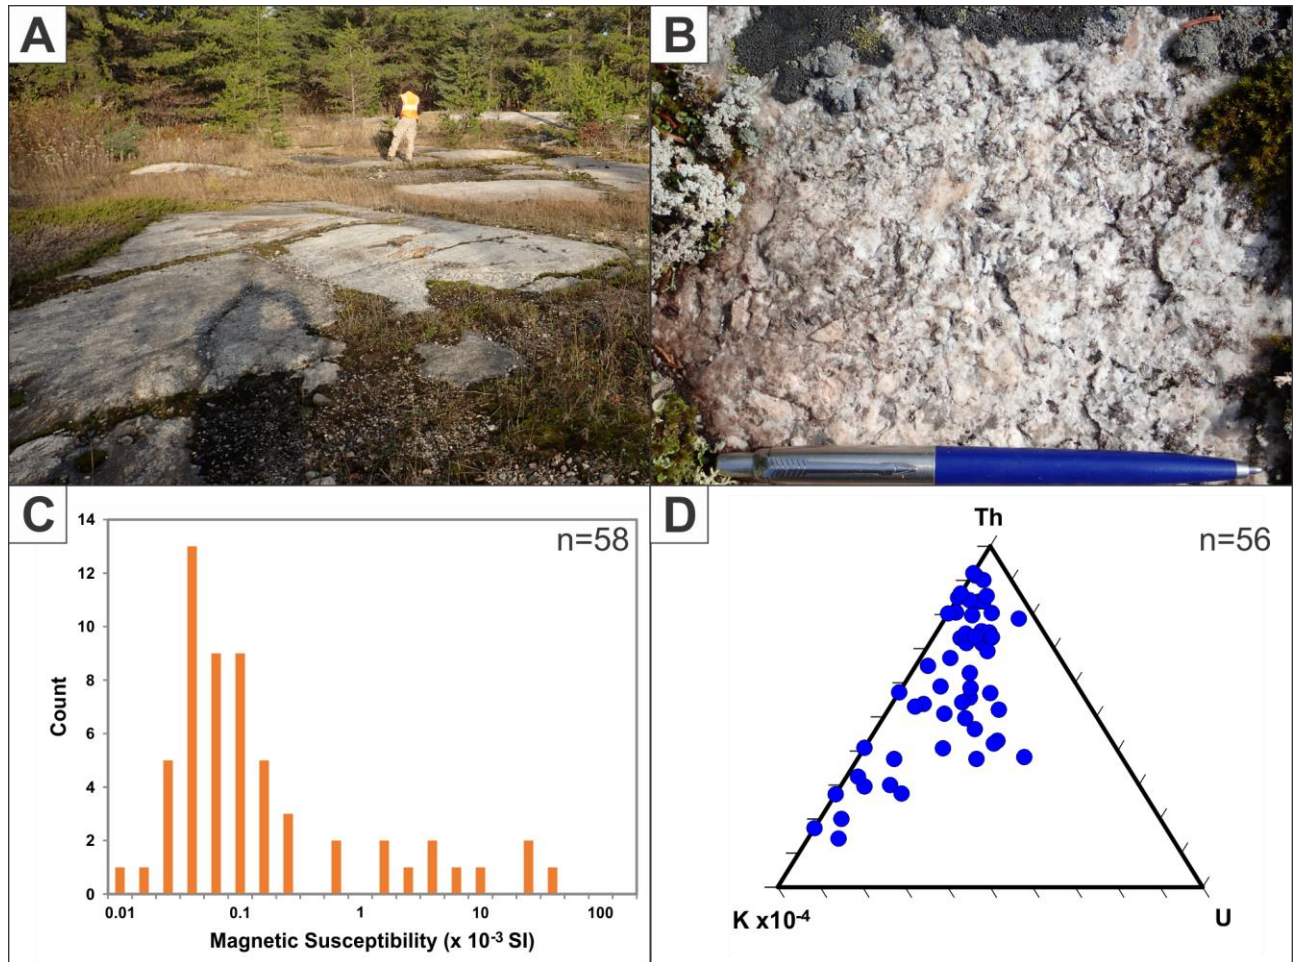 A
B
C
n=58
14
12
10
8
6
4
2
0
Count
0.01 0.1 1 10 100
Magnetic Susceptibility (x 10-3 SI)
D
n=56
Th
K x10-4
U